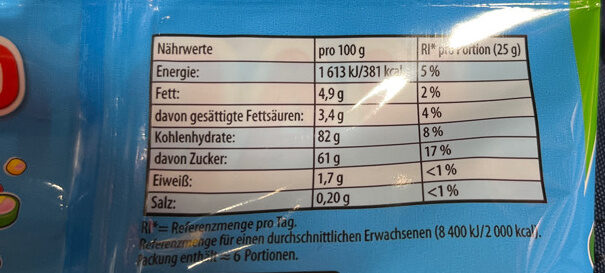 Nährwerte pro 100 g RI* pro Portion (25 g)
Energie: 1 613 kJ/381 kcal 5 %
Fett: 4,9 g 2 %
davon gesättigte Fettsäuren: 3,4 g 4 %
Kohlenhydrate: 82 g 8 %
davon Zucker: 61 g 17 %
Eiweiß: 1,7 g <1 %
Salz: 0,20 g <1 %
RI*= Referenzmenge pro Tag.
Referenzmenge für einen durchschnittlichen Erwachsenen (8 400 kJ/2 000 kcal).
Packung enthält ≈ 6 Portionen.